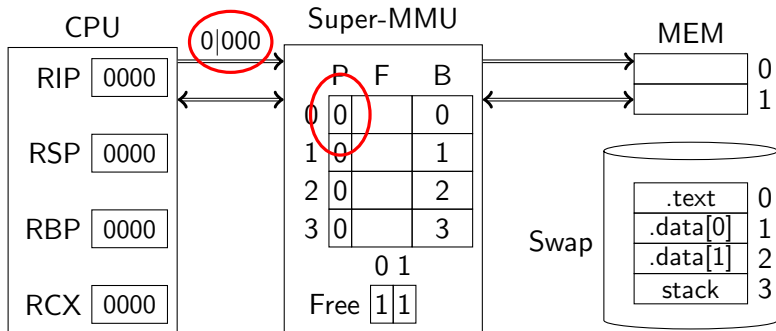 CPU
RIP 0000
RSP 0000
RBP 0000
RCX 0000
0|000
Super-MMU
P F B
0 0 0
1 0 1
2 0 2
3 0 3
0 1
Free 1 1
MEM
0
1
Swap
.text 0
.data[0] 1
.data[1] 2
stack 3